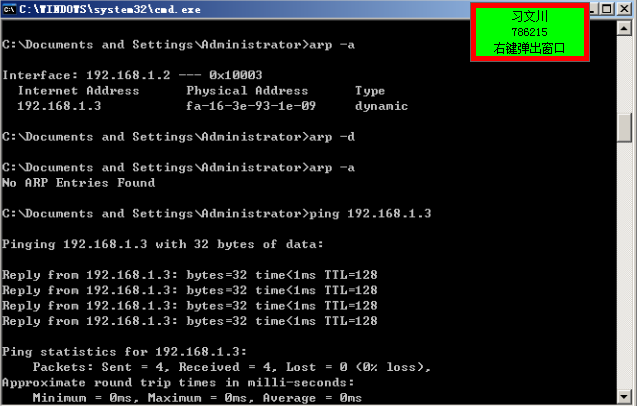 C:\WINDOWS\system32\cmd.exe
习文川
786215
右键弹出窗口
C:\Documents and Settings\Administrator>arp -a
Interface: 192.168.1.2 --- 0x10003
Internet Address Physical Address Type
192.168.1.3 fa-16-3e-93-1e-09 dynamic
C:\Documents and Settings\Administrator>arp -d
C:\Documents and Settings\Administrator>arp -a
No ARP Entries Found
C:\Documents and Settings\Administrator>ping 192.168.1.3
Pinging 192.168.1.3 with 32 bytes of data:
Reply from 192.168.1.3: bytes=32 time<1ms TTL=128
Reply from 192.168.1.3: bytes=32 time<1ms TTL=128
Reply from 192.168.1.3: bytes=32 time<1ms TTL=128
Reply from 192.168.1.3: bytes=32 time<1ms TTL=128
Ping statistics for 192.168.1.3:
Packets: Sent = 4, Received = 4, Lost = 0 (0% loss),
Approximate round trip times in milli-seconds:
Minimum = 0ms, Maximum = 0ms, Average = 0ms